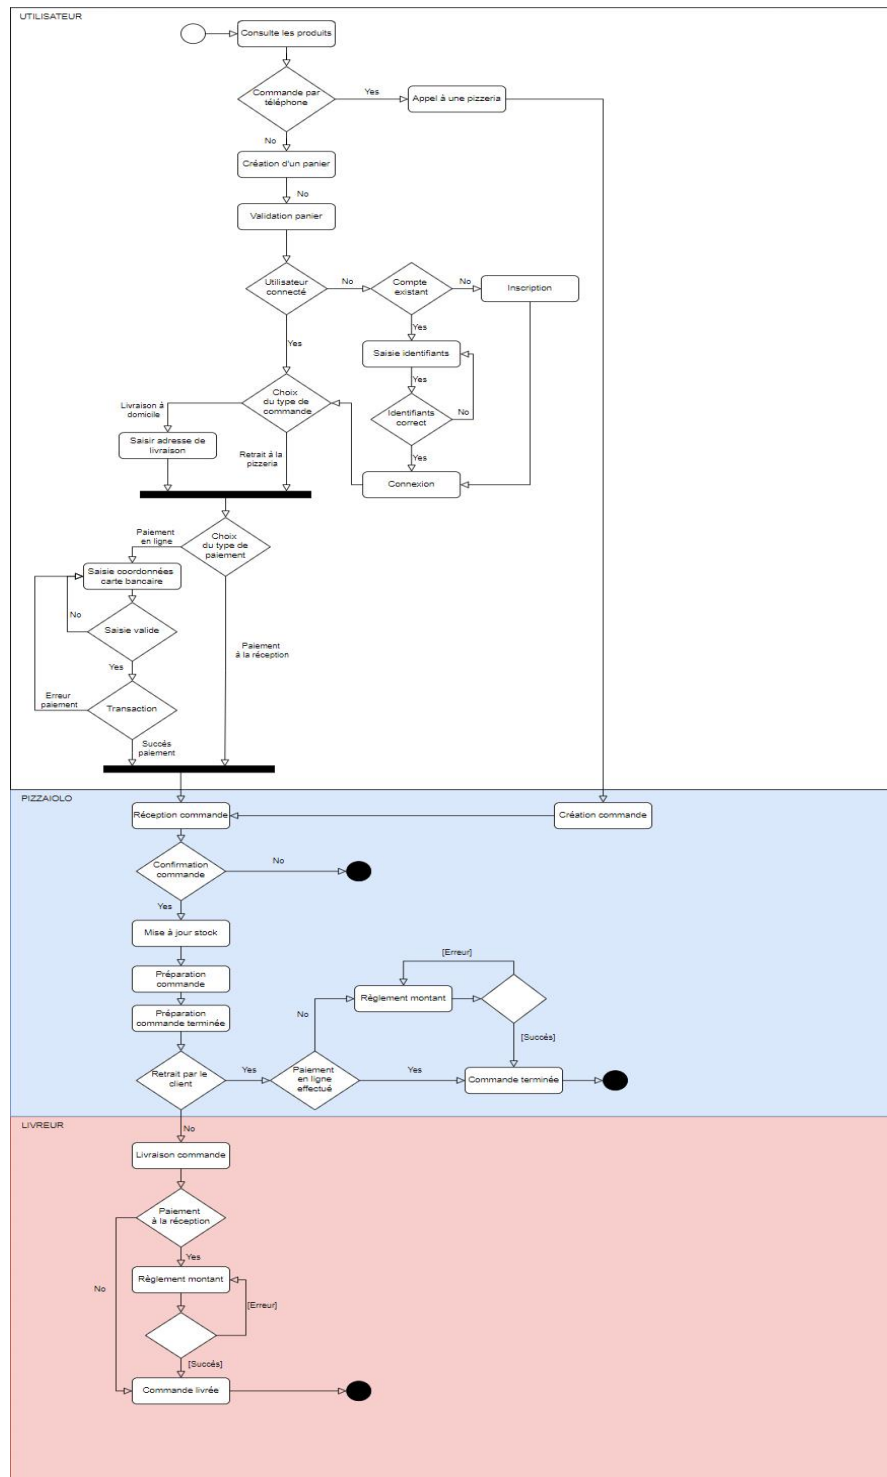 UTILISATEUR
Consulte les produits
Commande par
téléphone
Yes
Appel à une pizzeria
No
Création d'un panier
No
Validation panier
Utilisateur
connecté
No
Compte
existant
No
Inscription
Yes
Yes
Saisie identifiants
Yes
Choix
du type de
commande
Livraison à
domicile
Identifiants
correct
No
Saisir adresse de
livraison
Retrait à la
pizzeria
Yes
Connexion
Choix
du type de
paiement
Paiement
en ligne
Saisie coordonnées
carte bancaire
No
Saisie valide
Paiement
à la réception
Yes
Erreur
paiement
Transaction
Succès
paiement
PIZZAIOLO
Réception commande
Création commande
Confirmation
commande
No
Yes
Mise à jour stock
[Erreur]
Préparation
commande
Règlement montant
Préparation
commande terminée
No
[Succès]
Retrait par le
client
Yes
Paiement
en ligne
effectué
Yes
Commande terminée
LIVREUR
No
Livraison commande
Paiement
à la réception
Yes
Règlement montant
No
[Erreur]
[Succès]
Commande livrée